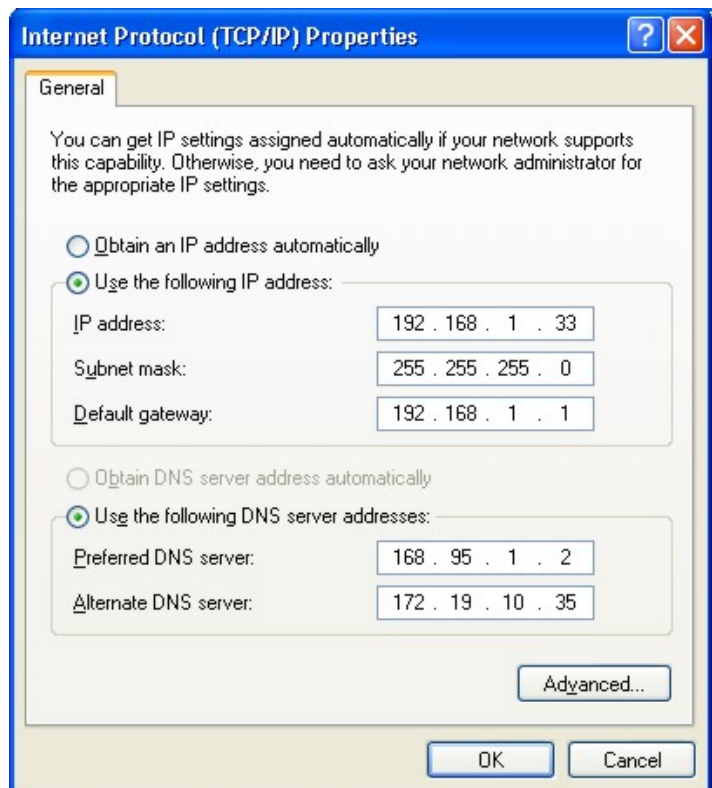 Internet Protocol (TCP/IP) Properties
General
You can get IP settings assigned automatically if your network supports
this capability. Otherwise, you need to ask your network administrator for
the appropriate IP settings.
Obtain an IP address automatically
Use the following IP address:
IP address: 192 . 168 . 1 . 33
Subnet mask: 255 . 255 . 255 . 0
Default gateway: 192 . 168 . 1 . 1
Obtain DNS server address automatically
Use the following DNS server addresses:
Preferred DNS server: 168 . 95 . 1 . 2
Alternate DNS server: 172 . 19 . 10 . 35
Advanced...
OK Cancel